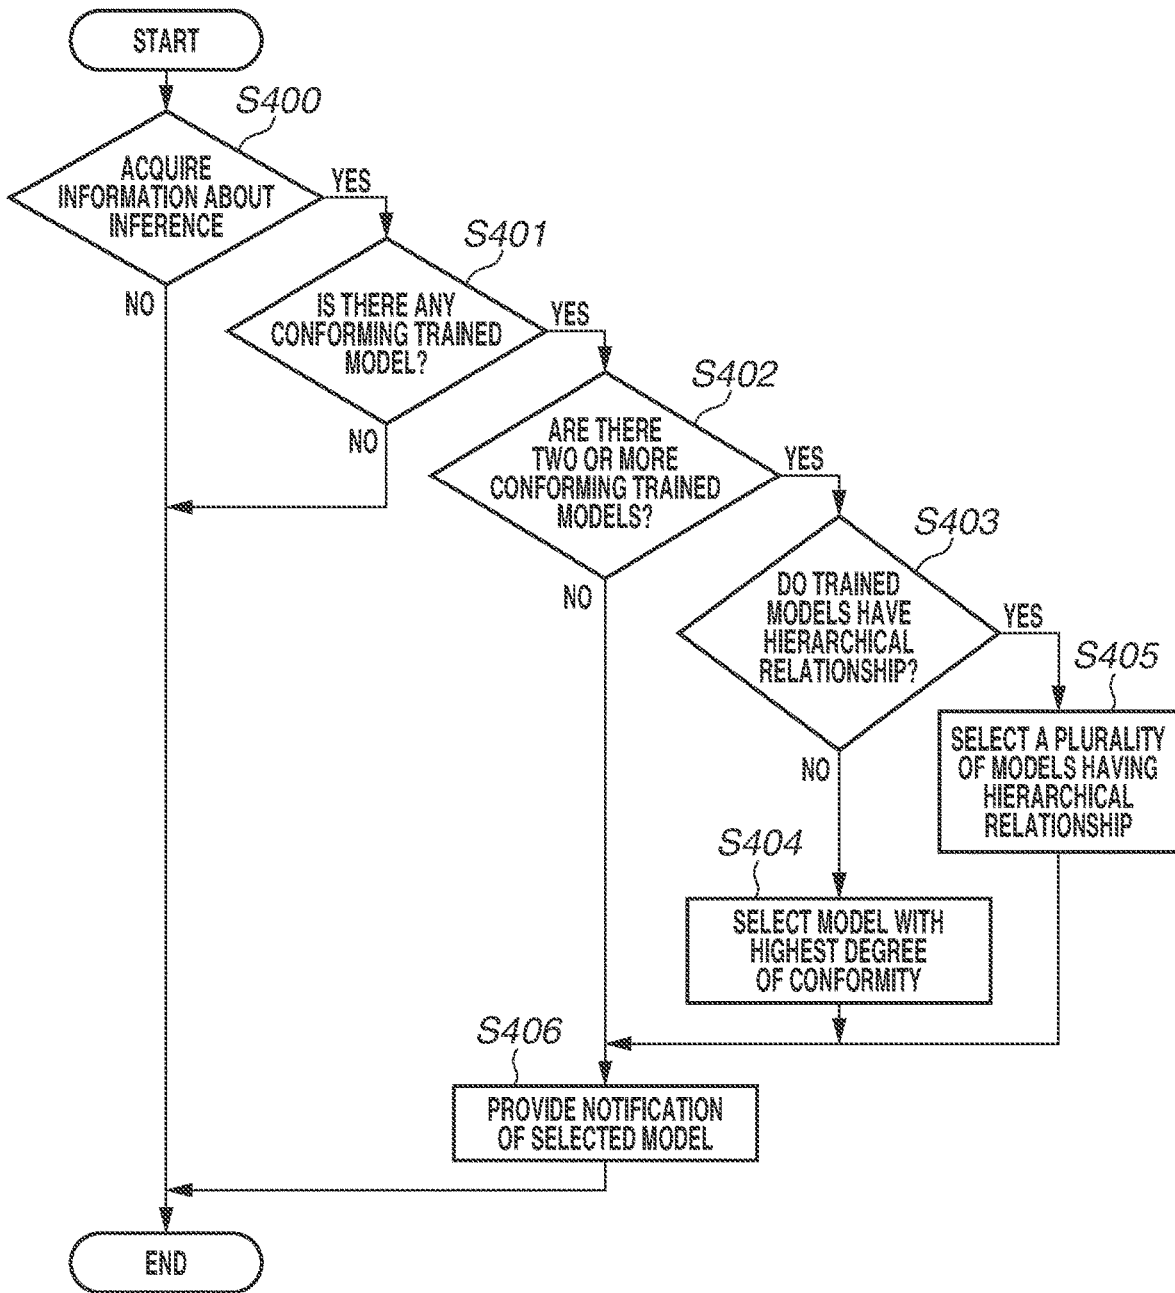 START
S400
ACQUIRE
INFORMATION ABOUT
INFERENCE
YES
NO
S401
IS THERE ANY
CONFORMING TRAINED
MODEL?
YES
NO
S402
ARE THERE
TWO OR MORE
CONFORMING TRAINED
MODELS?
YES
NO
S403
DO TRAINED
MODELS HAVE
HIERARCHICAL
RELATIONSHIP?
YES
NO
S405
SELECT A PLURALITY
OF MODELS HAVING
HIERARCHICAL
RELATIONSHIP
S404
SELECT MODEL WITH
HIGHEST DEGREE
OF CONFORMITY
S406
PROVIDE NOTIFICATION
OF SELECTED MODEL
END